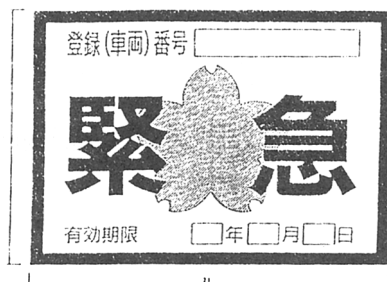 登録(車両)番号
緊急
有効期限 年 月 日